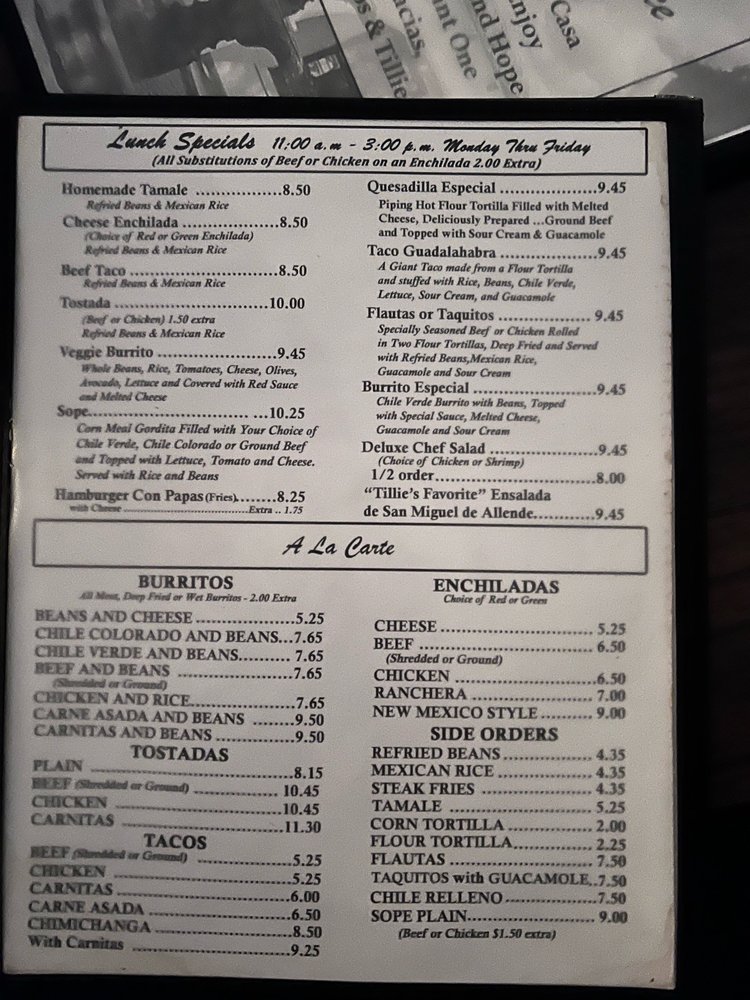 ee
Casa
njoy
nd Hope
int One
ncias,
s & Tillie
Lunch Specials 11:00 a.m - 3:00 p.m. Monday Thru Friday
(All Substitutions of Beef or Chicken on an Enchilada 2.00 Extra)
Homemade Tamale .................8.50
Refried Beans & Mexican Rice
Cheese Enchilada ...................8.50
(Choice of Red or Green Enchilada)
Refried Beans & Mexican Rice
Beef Taco ..............................8.50
Refried Beans & Mexican Rice
Tostada ...............................10.00
(Beef or Chicken) 1.50 extra
Refried Beans & Mexican Rice
Veggie Burrito ........................9.45
Whole Beans, Rice, Tomatoes, Cheese, Olives,
Avocado, Lettuce and Covered with Red Sauce
and Melted Cheese
Sope................................ ...10.25
Corn Meal Gordita Filled with Your Choice of
Chile Verde, Chile Colorado or Ground Beef
and Topped with Lettuce, Tomato and Cheese.
Served with Rice and Beans
Hamburger Con Papas (Fries)........8.25
with Cheese ...............................Extra .. 1.75
Quesadilla Especial ....................9.45
Piping Hot Flour Tortilla Filled with Melted
Cheese, Deliciously Prepared ...Ground Beef
and Topped with Sour Cream & Guacamole
Taco Guadalahabra ....................9.45
A Giant Taco made from a Flour Tortilla
and stuffed with Rice, Beans, Chile Verde,
Lettuce, Sour Cream, and Guacamole
Flautas or Taquitos ................... 9.45
Specially Seasoned Beef or Chicken Rolled
in Two Flour Tortillas, Deep Fried and Served
with Refried Beans,Mexican Rice,
Guacamole and Sour Cream
Burrito Especial .........................9.45
Chile Verde Burrito with Beans, Topped
with Special Sauce, Melted Cheese,
Guacamole and Sour Cream
Deluxe Chef Salad ......................9.45
(Choice of Chicken or Shrimp)
1/2 order.................................8.00
"Tillie's Favorite" Ensalada
de San Miguel de Allende............9.45
A La Carte
BURRITOS
All Meat, Deep Fried or Wet Burritos - 2.00 Extra
BEANS AND CHEESE ....................5.25
CHILE COLORADO AND BEANS...7.65
CHILE VERDE AND BEANS.......... 7.65
BEEF AND BEANS .......................7.65
(Shredded or Ground)
CHICKEN AND RICE.....................7.65
CARNE ASADA AND BEANS ........9.50
CARNITAS AND BEANS ...............9.50
TOSTADAS
PLAIN .......................................8.15
BEEF (Shredded or Ground) ................ 10.45
CHICKEN .................................10.45
CARNITAS ................................11.30
TACOS
BEEF (Shredded or Ground) ..................5.25
CHICKEN ...................................5.25
CARNITAS ..................................6.00
CARNE ASADA ............................6.50
CHIMICHANGA ...........................8.50
With Carnitas .............................9.25
ENCHILADAS
Choice of Red or Green
CHEESE .............................. 5.25
BEEF .................................. 6.50
(Shredded or Ground)
CHICKEN .............................6.50
RANCHERA ......................... 7.00
NEW MEXICO STYLE ........... 9.00
SIDE ORDERS
REFRIED BEANS .................. 4.35
MEXICAN RICE ................... 4.35
STEAK FRIES ...................... 4.35
TAMALE ............................. 5.25
CORN TORTILLA .................. 2.00
FLOUR TORTILLA................. 2.25
FLAUTAS ............................. 7.50
TAQUITOS with GUACAMOLE..7.50
CHILE RELLENO...................7.50
SOPE PLAIN......................... 9.00
(Beef or Chicken $1.50 extra)